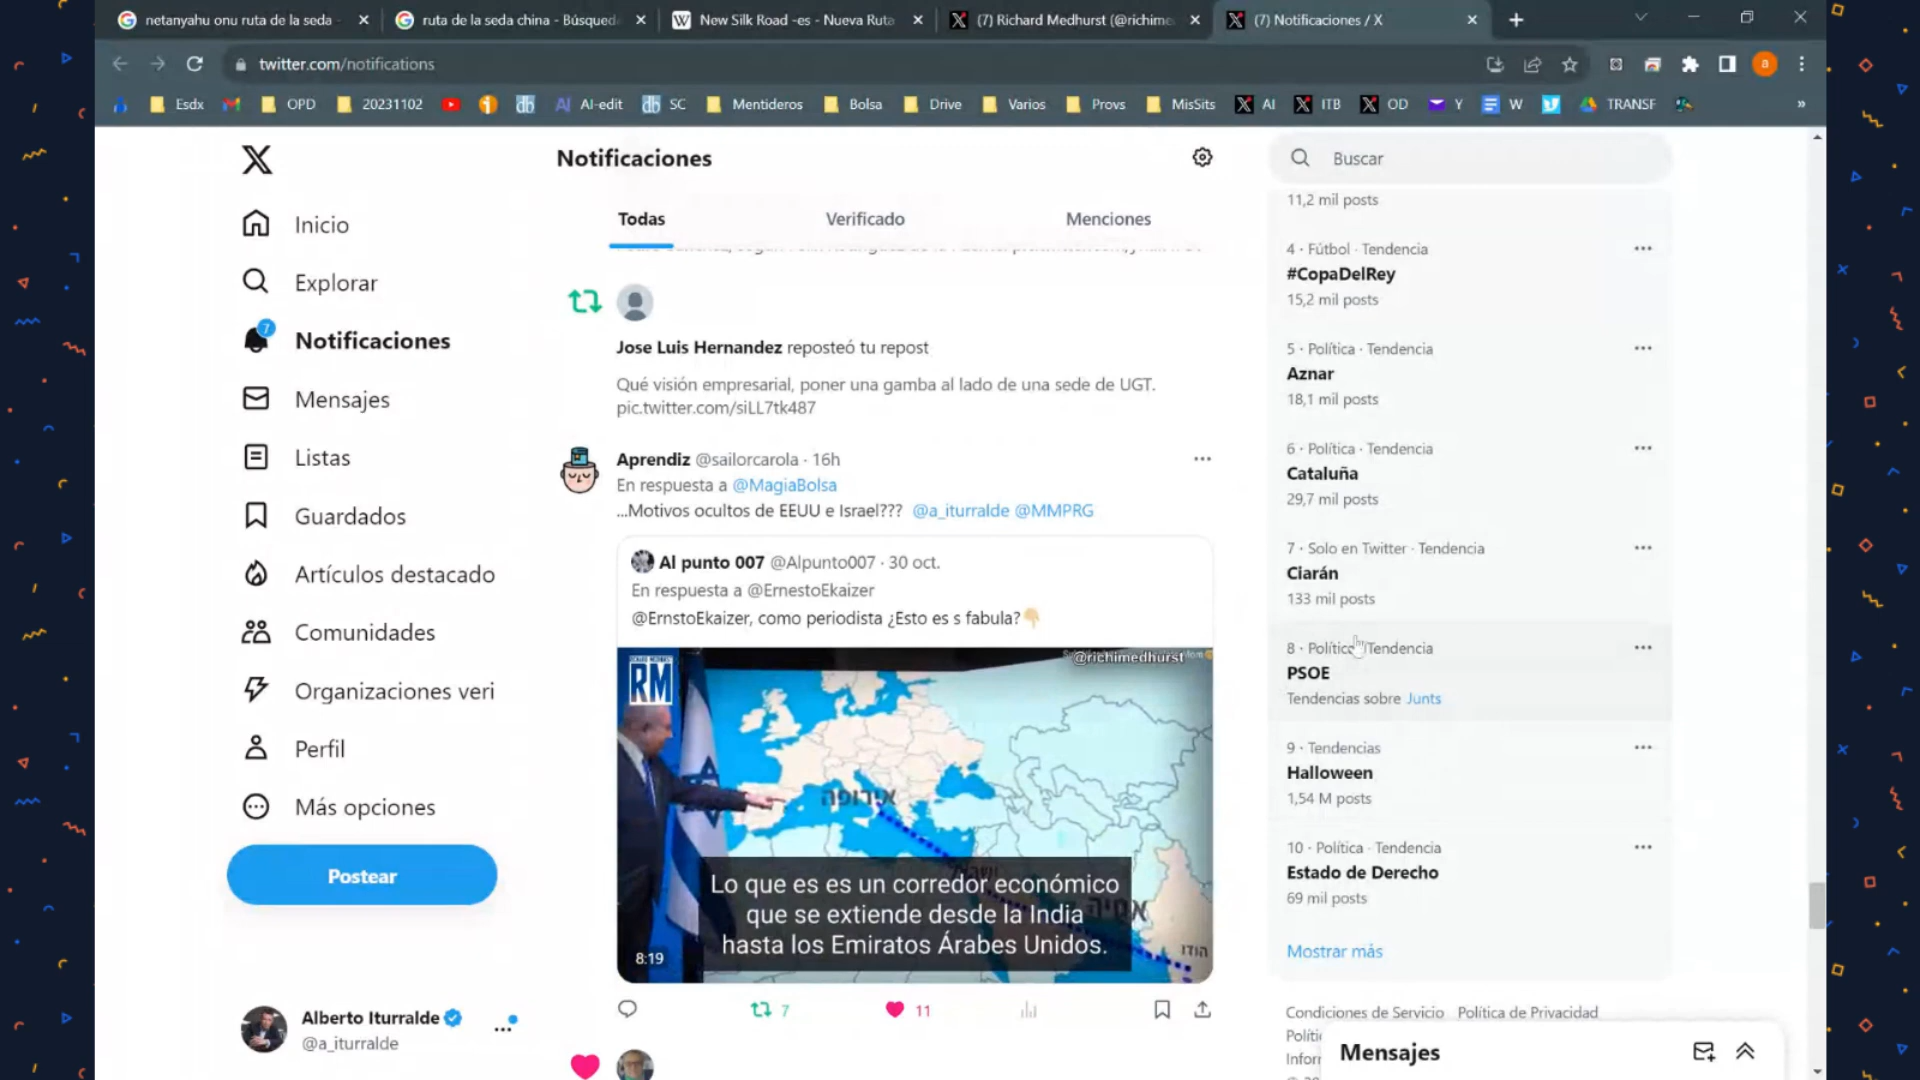 netanyahu onu ruta de la seda -
ruta de la seda china - Búsqued
New Silk Road -es - Nueva Ruta
(7) Richard Medhurst (@richime
(7) Notificaciones / X
twitter.com/notifications
Esdx
OPD
20231102
AI-edit
SC
Mentideros
Bolsa
Drive
Varios
Provs
MisSits
AI
ITB
OD
Y
W
TRANSF
Inicio
Explorar
7
Notificaciones
Mensajes
Listas
Guardados
Artículos destacado
Comunidades
Organizaciones veri
Perfil
Más opciones
Postear
Alberto Iturralde
@a_iturralde
Notificaciones
Todas
Verificado
Menciones
Jose Luis Hernandez reposteó tu repost
Qué visión empresarial, poner una gamba al lado de una sede de UGT.
pic.twitter.com/siLL7tk487
Aprendiz @sailorcarola · 16h
En respuesta a @MagiaBolsa
...Motivos ocultos de EEUU e Israel??? @a_iturralde @MMPRG
Al punto 007 @Alpunto007 · 30 oct.
En respuesta a @ErnestoEkaizer
@ErnstoEkaizer, como periodista ¿Esto es s fabula?👇🏼
RM
@richimedhurst
אירופה
אסיה
הודו
Lo que es es un corredor económico
que se extiende desde la India
hasta los Emiratos Árabes Unidos.
8:19
7
11
Buscar
11,2 mil posts
4 · Fútbol · Tendencia
#CopaDelRey
15,2 mil posts
5 · Política · Tendencia
Aznar
18,1 mil posts
6 · Política · Tendencia
Cataluña
29,7 mil posts
7 · Solo en Twitter · Tendencia
Ciarán
133 mil posts
8 · Política · Tendencia
PSOE
Tendencias sobre Junts
9 · Tendencias
Halloween
1,54 M posts
10 · Política · Tendencia
Estado de Derecho
69 mil posts
Mostrar más
Condiciones de Servicio Política de Privacidad
Políti
Inforn
Mensajes